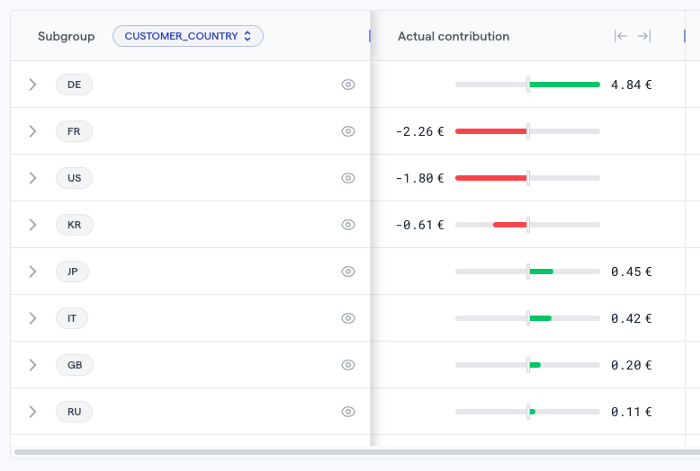 Subgroup CUSTOMER_COUNTRY Actual contribution
DE 4.84 €
FR -2.26 €
US -1.80 €
KR -0.61 €
JP 0.45 €
IT 0.42 €
GB 0.20 €
RU 0.11 €